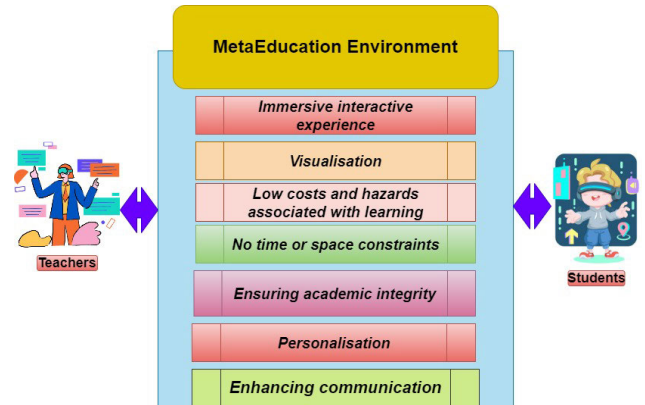 MetaEducation Environment
Immersive interactive
experience
Visualisation
Low costs and hazards
associated with learning
No time or space constraints
Ensuring academic integrity
Personalisation
Enhancing communication
Teachers
Students